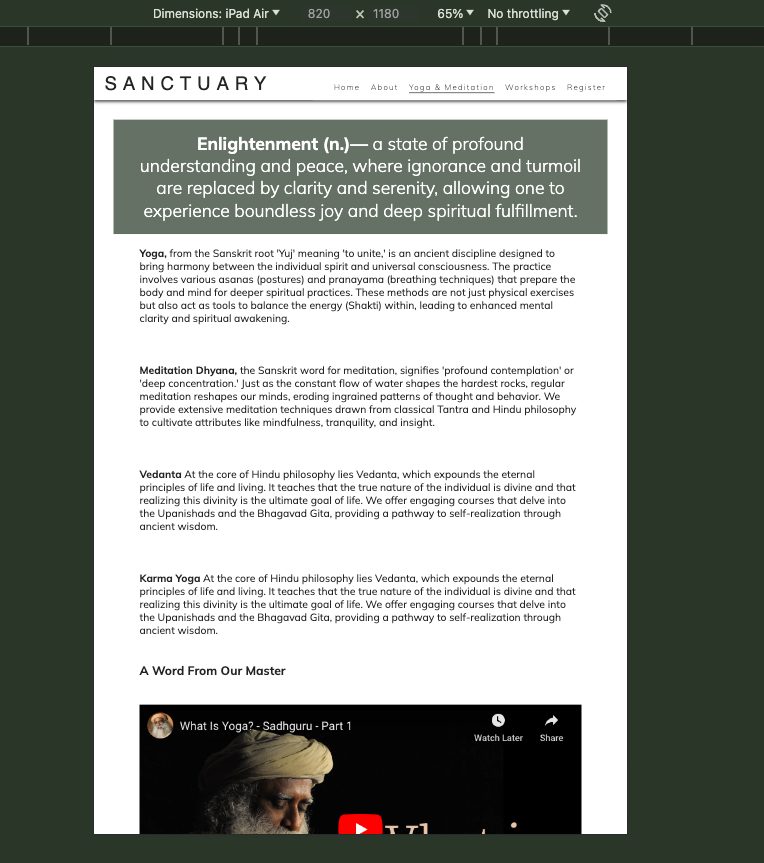 Dimensions: iPad Air 820 × 1180 65% No throttling
SANCTUARY
Home About Yoga & Meditation Workshops Register
Enlightenment (n.)— a state of profound
understanding and peace, where ignorance and turmoil
are replaced by clarity and serenity, allowing one to
experience boundless joy and deep spiritual fulfillment.
Yoga, from the Sanskrit root 'Yuj' meaning 'to unite,' is an ancient discipline designed to
bring harmony between the individual spirit and universal consciousness. The practice
involves various asanas (postures) and pranayama (breathing techniques) that prepare the
body and mind for deeper spiritual practices. These methods are not just physical exercises
but also act as tools to balance the energy (Shakti) within, leading to enhanced mental
clarity and spiritual awakening.
Meditation Dhyana, the Sanskrit word for meditation, signifies 'profound contemplation' or
'deep concentration.' Just as the constant flow of water shapes the hardest rocks, regular
meditation reshapes our minds, eroding ingrained patterns of thought and behavior. We
provide extensive meditation techniques drawn from classical Tantra and Hindu philosophy
to cultivate attributes like mindfulness, tranquility, and insight.
Vedanta At the core of Hindu philosophy lies Vedanta, which expounds the eternal
principles of life and living. It teaches that the true nature of the individual is divine and that
realizing this divinity is the ultimate goal of life. We offer engaging courses that delve into
the Upanishads and the Bhagavad Gita, providing a pathway to self-realization through
ancient wisdom.
Karma Yoga At the core of Hindu philosophy lies Vedanta, which expounds the eternal
principles of life and living. It teaches that the true nature of the individual is divine and that
realizing this divinity is the ultimate goal of life. We offer engaging courses that delve into
the Upanishads and the Bhagavad Gita, providing a pathway to self-realization through
ancient wisdom.
A Word From Our Master
What Is Yoga? - Sadhguru - Part 1
Watch Later Share